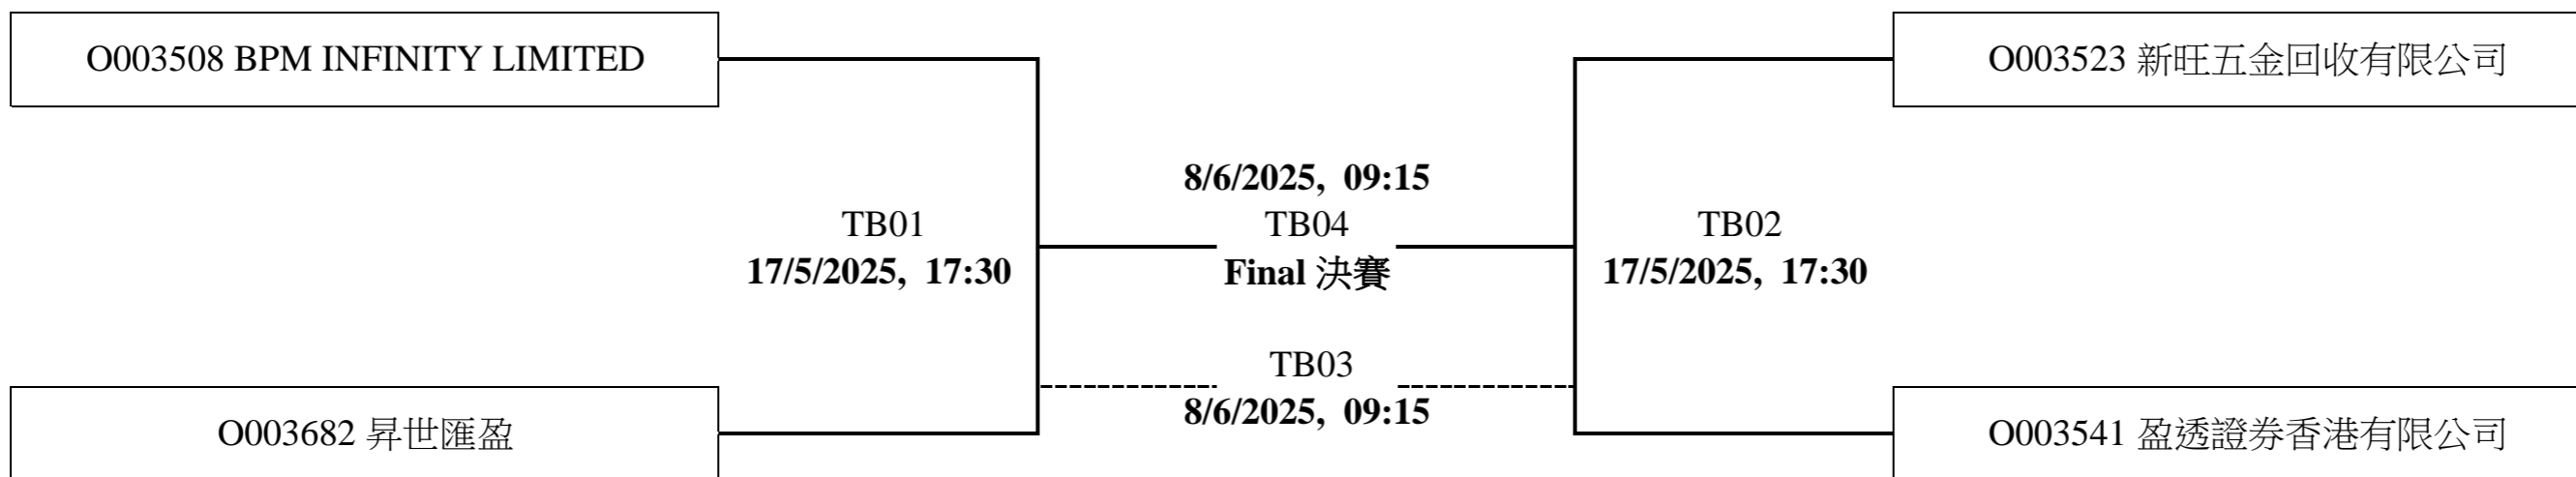 O003508 BPM INFINITY LIMITED
O003523 新旺五金回收有限公司
8/6/2025, 09:15
TB01
TB04
TB02
17/5/2025, 17:30
Final 決賽
17/5/2025, 17:30
TB03
8/6/2025, 09:15
O003682 昇世匯盈
O003541 盈透證券香港有限公司